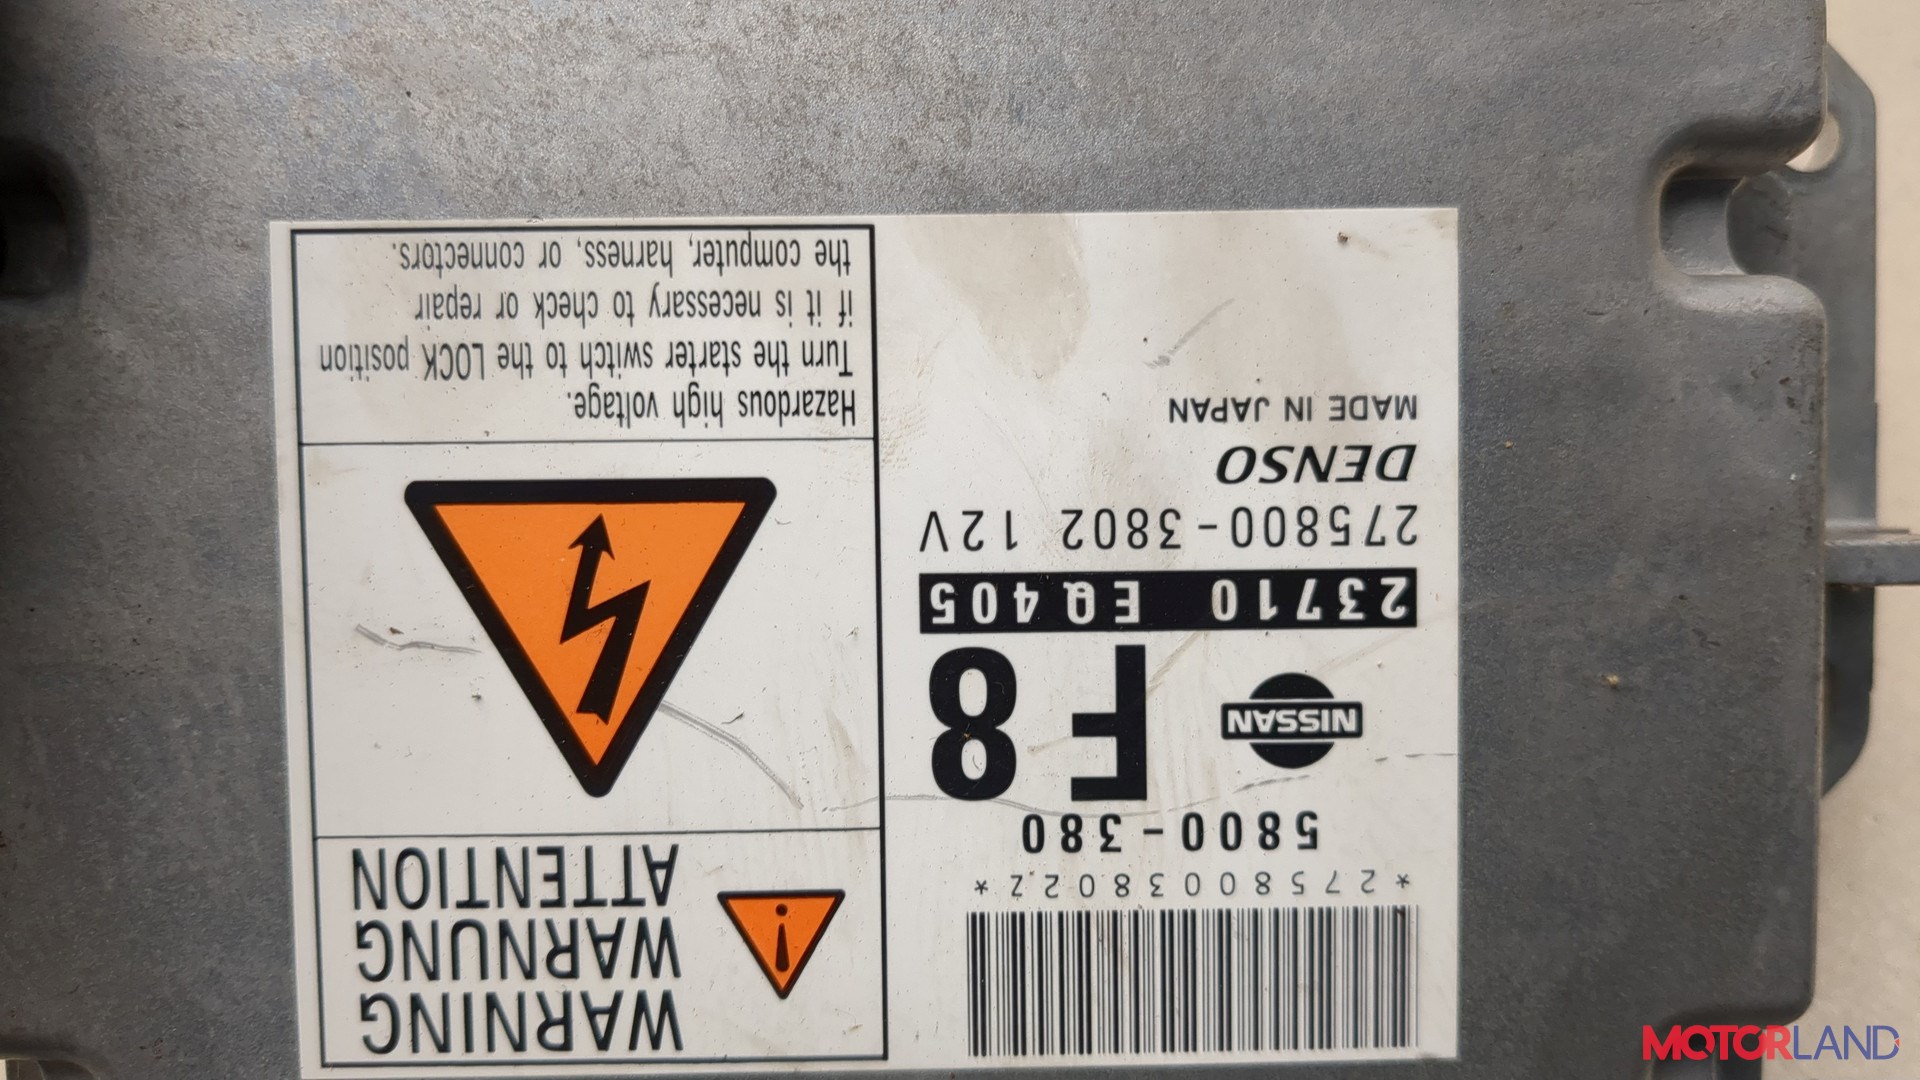 *2758003802Z*
5800-380
NISSAN
F8
23710 EQ405
275800-3802 12V
DENSO
MADE IN JAPAN
WARNING
WARNUNG
ATTENTION
Hazardous high voltage.
Turn the starter switch to the LOCK position
if it is necessary to check or repair
the computer, harness, or connectors.
MOTORLAND